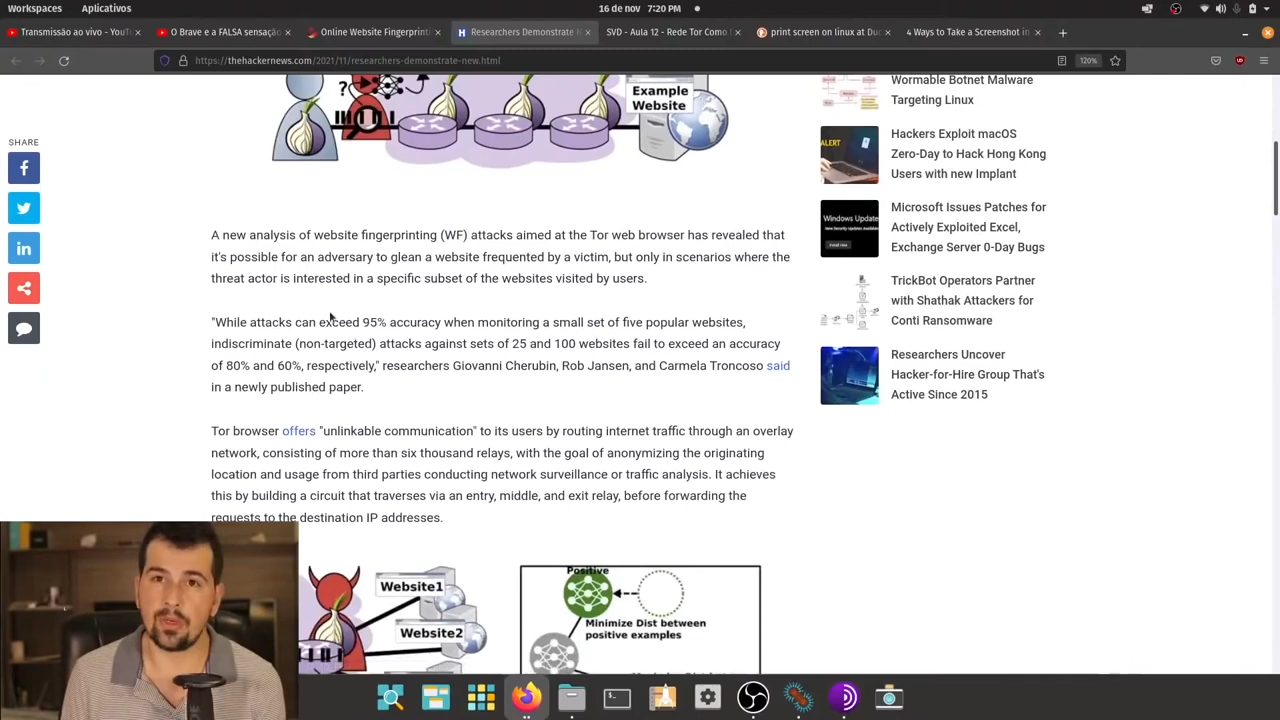 Workspaces Aplicativos 16 de nov 7:20 PM
Transmissão ao vivo - YouT
O Brave e a FALSA sensação
Online Website Fingerprinti
Researchers Demonstrate N
SVD - Aula 12 - Rede Tor Como
print screen on linux at Duc
4 Ways to Take a Screenshot in
https://thehackernews.com/2021/11/researchers-demonstrate-new.html 120%
?
Example
Website
SHARE
A new analysis of website fingerprinting (WF) attacks aimed at the Tor web browser has revealed that
it's possible for an adversary to glean a website frequented by a victim, but only in scenarios where the
threat actor is interested in a specific subset of the websites visited by users.
"While attacks can exceed 95% accuracy when monitoring a small set of five popular websites,
indiscriminate (non-targeted) attacks against sets of 25 and 100 websites fail to exceed an accuracy
of 80% and 60%, respectively," researchers Giovanni Cherubin, Rob Jansen, and Carmela Troncoso said
in a newly published paper.
Tor browser offers "unlinkable communication" to its users by routing internet traffic through an overlay
network, consisting of more than six thousand relays, with the goal of anonymizing the originating
location and usage from third parties conducting network surveillance or traffic analysis. It achieves
this by building a circuit that traverses via an entry, middle, and exit relay, before forwarding the
requests to the destination IP addresses.
Website1
Website2
Positive
Minimize Dist between
positive examples
Wormable Botnet Malware
Targeting Linux
ALERT
Hackers Exploit macOS
Zero-Day to Hack Hong Kong
Users with new Implant
Windows Update
Microsoft Issues Patches for
Actively Exploited Excel,
Exchange Server 0-Day Bugs
TrickBot Operators Partner
with Shathak Attackers for
Conti Ransomware
Researchers Uncover
Hacker-for-Hire Group That's
Active Since 2015